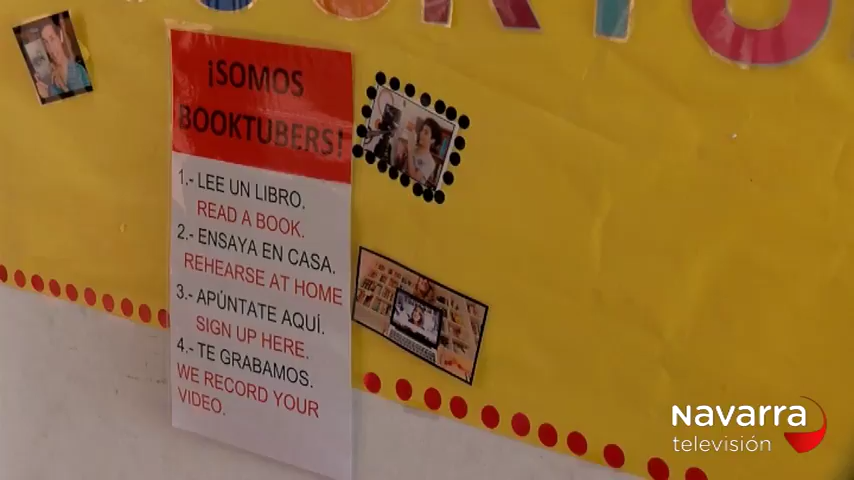 ¡SOMOS
BOOKTUBERS!
1.- LEE UN LIBRO.
READ A BOOK.
2.- ENSAYA EN CASA.
REHEARSE AT HOME
3.- APÚNTATE AQUÍ.
SIGN UP HERE.
4.- TE GRABAMOS.
WE RECORD YOUR
VIDEO.
Navarra
televisión